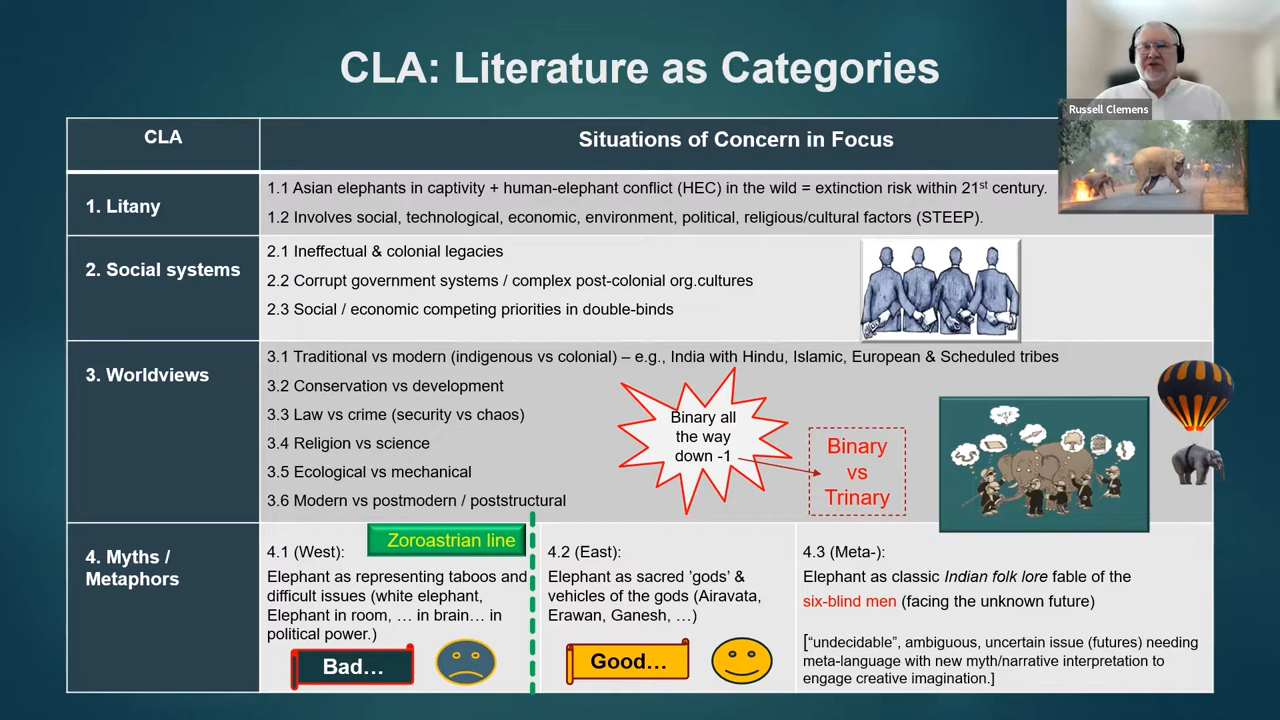 CLA: Literature as Categories
Russell Clemens
CLA
Situations of Concern in Focus
1. Litany
1.1 Asian elephants in captivity + human-elephant conflict (HEC) in the wild = extinction risk within 21st century.
1.2 Involves social, technological, economic, environment, political, religious/cultural factors (STEEP).
2. Social systems
2.1 Ineffectual & colonial legacies
2.2 Corrupt government systems / complex post-colonial org.cultures
2.3 Social / economic competing priorities in double-binds
3. Worldviews
3.1 Traditional vs modern (indigenous vs colonial) – e.g., India with Hindu, Islamic, European & Scheduled tribes
3.2 Conservation vs development
3.3 Law vs crime (security vs chaos)
3.4 Religion vs science
3.5 Ecological vs mechanical
3.6 Modern vs postmodern / poststructural
Binary all
the way
down -1
Binary
vs
Trinary
4. Myths /
Metaphors
4.1 (West):
Zoroastrian line
Elephant as representing taboos and
difficult issues (white elephant,
Elephant in room, … in brain… in
political power.)
Bad…
4.2 (East):
Elephant as sacred 'gods' &
vehicles of the gods (Airavata,
Erawan, Ganesh, …)
Good…
4.3 (Meta-):
Elephant as classic Indian folk lore fable of the
six-blind men (facing the unknown future)
["undecidable", ambiguous, uncertain issue (futures) needing
meta-language with new myth/narrative interpretation to
engage creative imagination.]